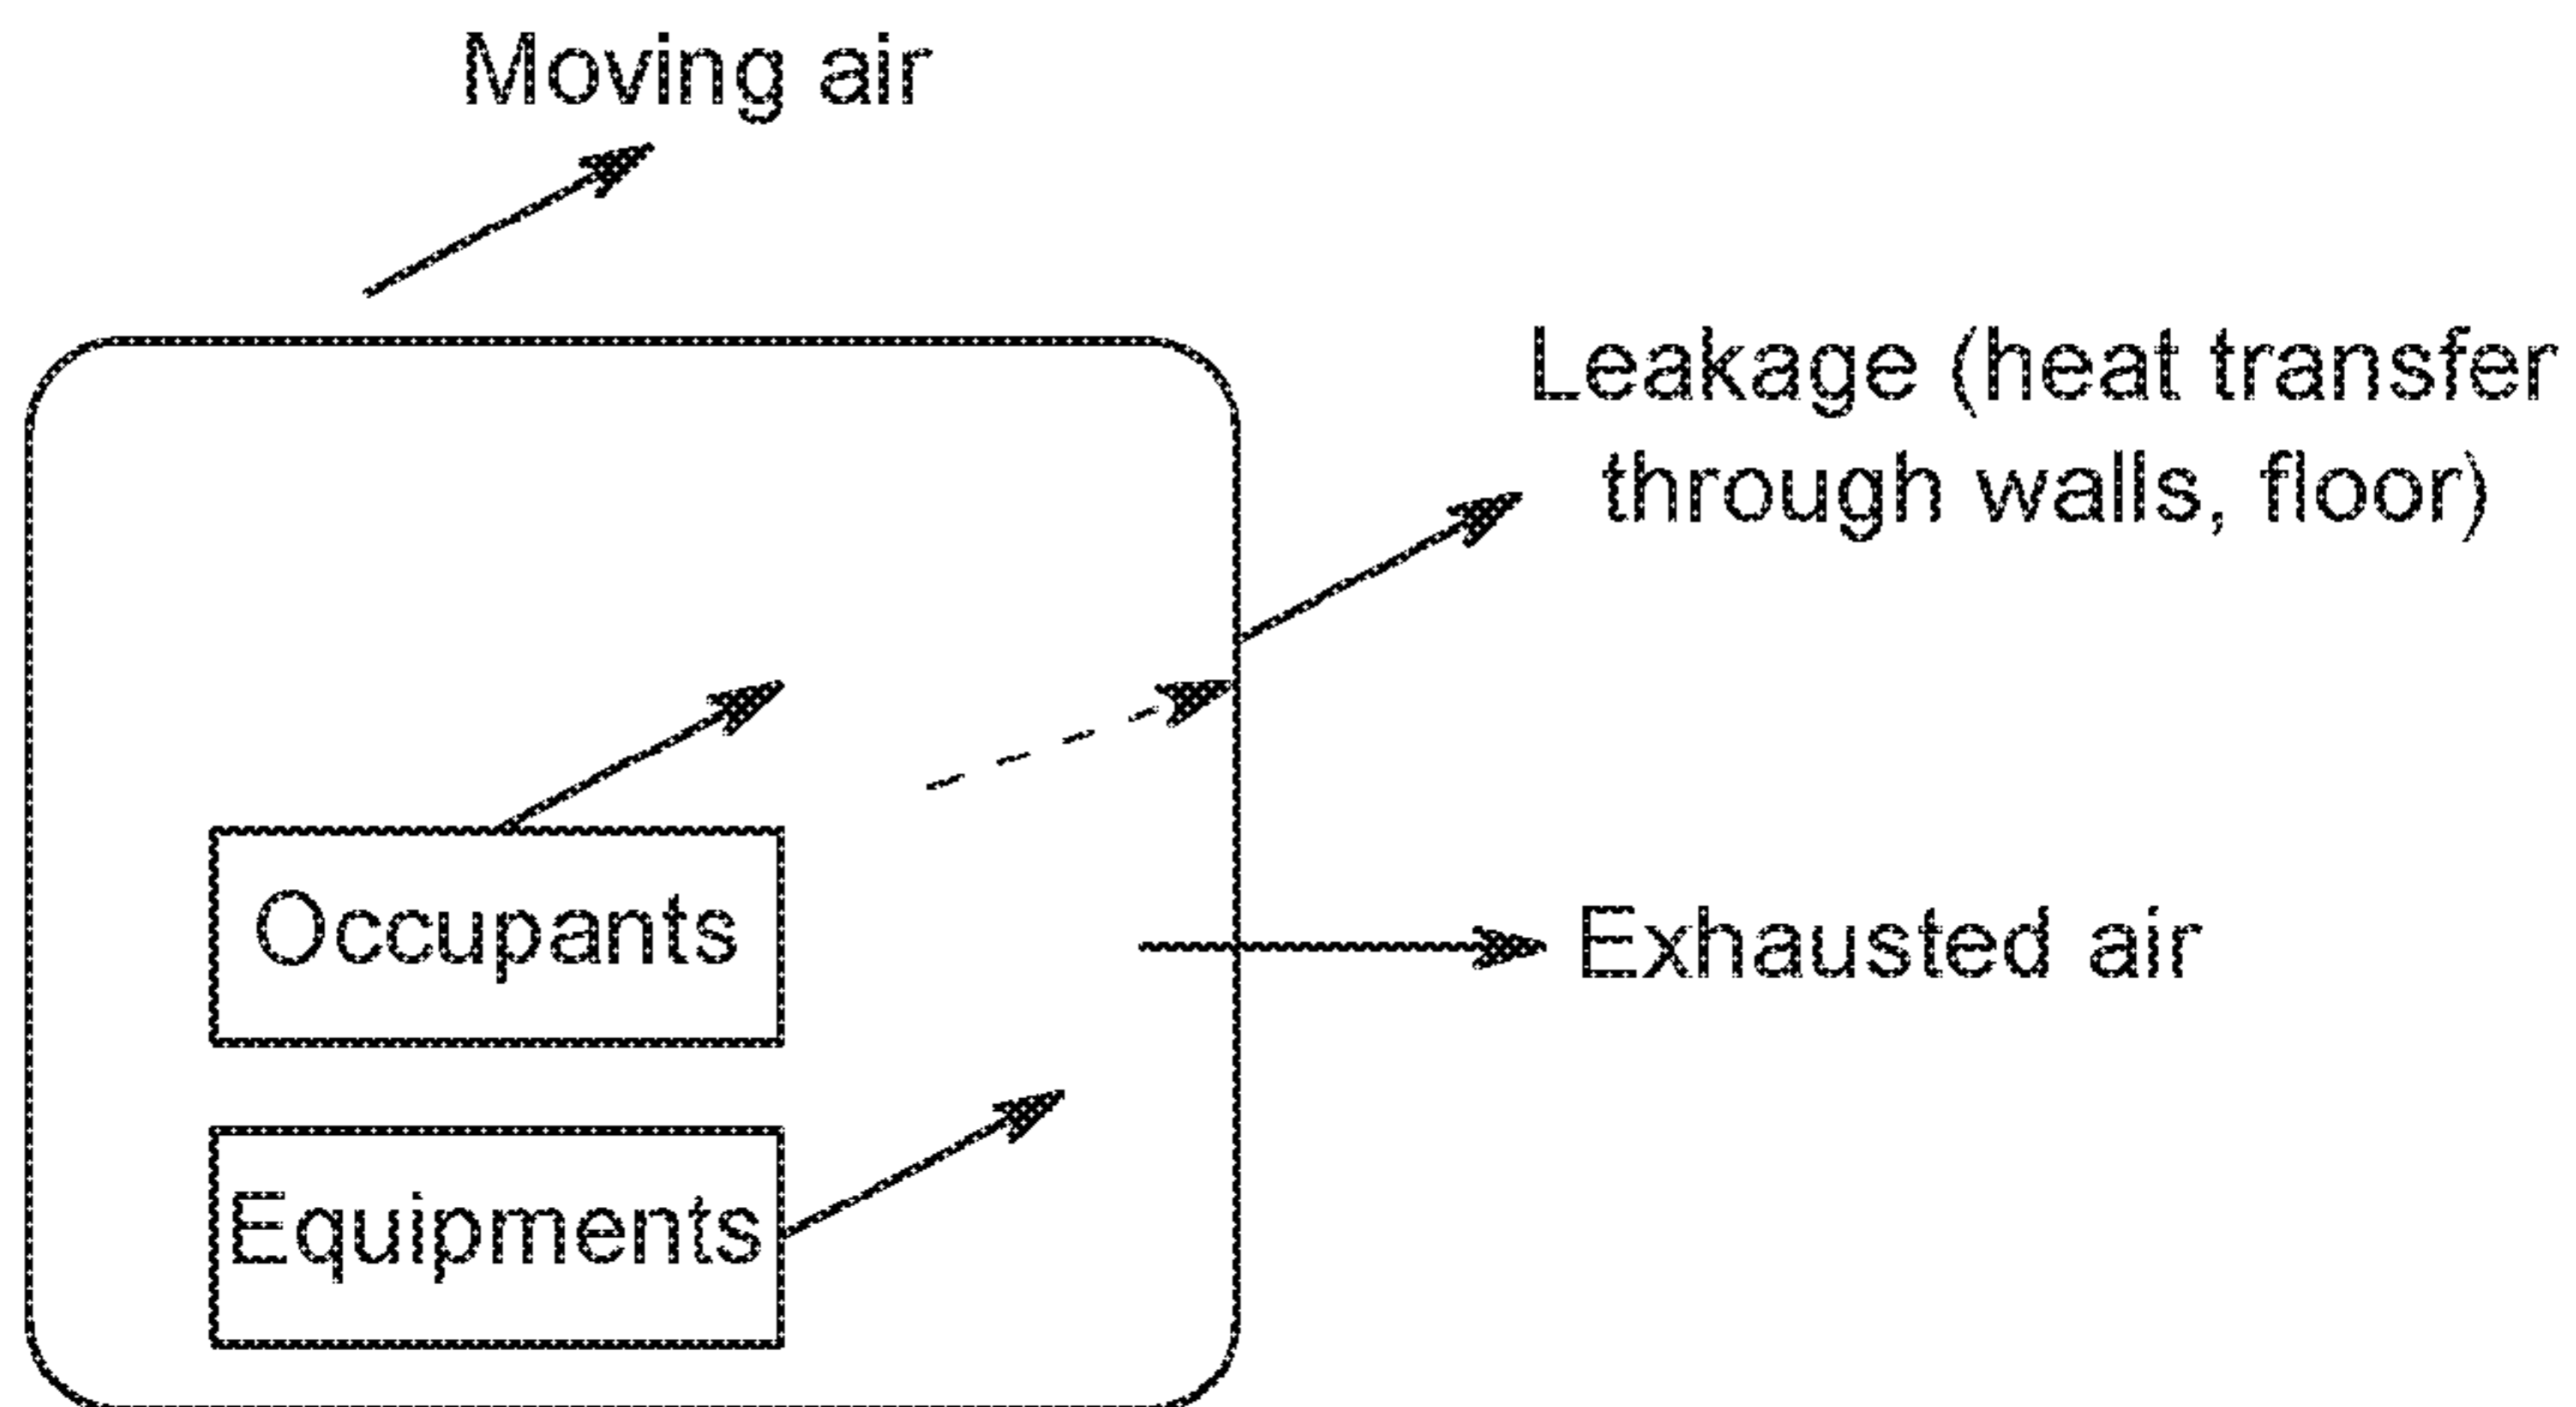 Moving air
Leakage (heat transfer
through walls, floor)
Occupants
Exhausted air
Equipments